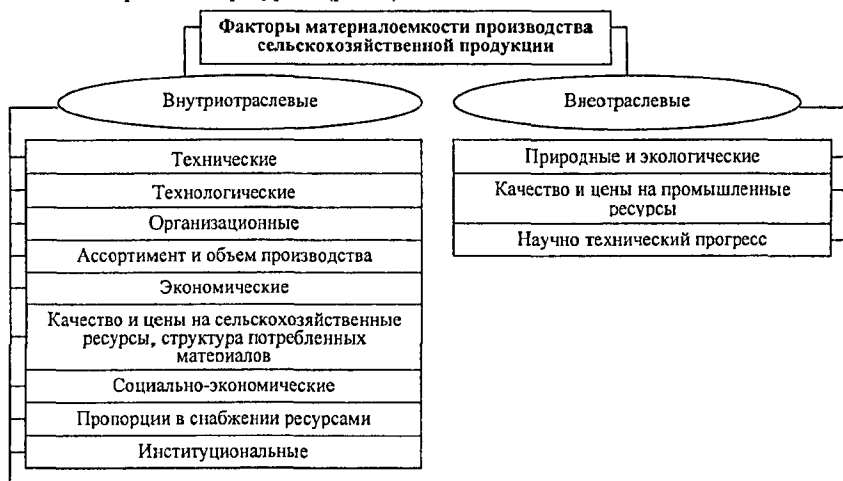 Факторы материалоемкости производства
сельскохозяйственной продукции
Внутриотраслевые
Внеотраслевые
Технические
Технологические
Организационные
Ассортимент и объем производства
Экономические
Качество и цены на сельскохозяйственные
ресурсы, структура потребленных
материалов
Социально-экономические
Пропорции в снабжении ресурсами
Институциональные
Природные и экологические
Качество и цены на промышленные
ресурсы
Научно технический прогресс